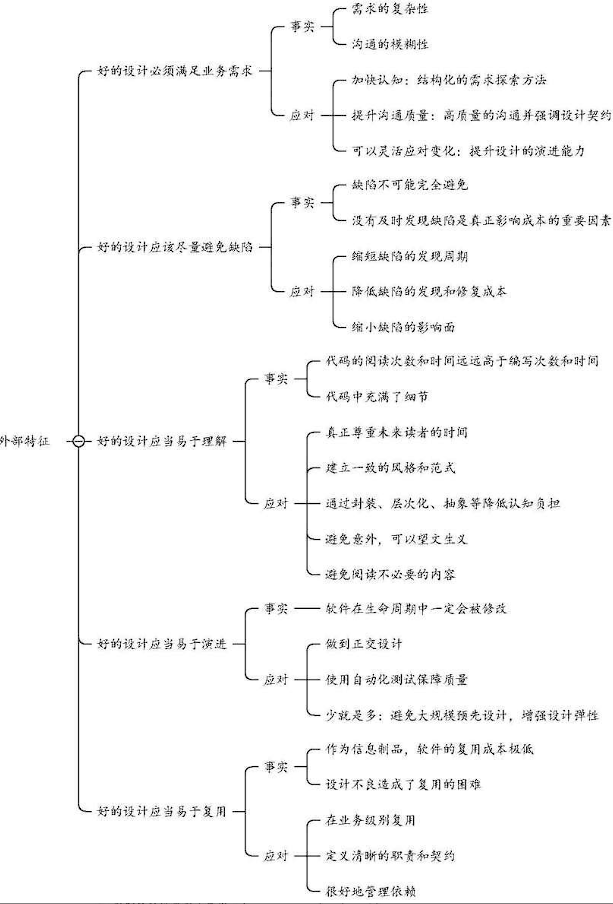 外部特征
好的设计必须满足业务需求
事实
需求的复杂性
沟通的模糊性
应对
加快认知：结构化的需求探索方法
提升沟通质量：高质量的沟通并强调设计契约
可以灵活应对变化：提升设计的演进能力
好的设计应该尽量避免缺陷
事实
缺陷不可能完全避免
没有及时发现缺陷是真正影响成本的重要因素
应对
缩短缺陷的发现周期
降低缺陷的发现和修复成本
缩小缺陷的影响面
好的设计应当易于理解
事实
代码的阅读次数和时间远远高于编写次数和时间
代码中充满了细节
应对
真正尊重未来读者的时间
建立一致的风格和范式
通过封装、层次化、抽象等降低认知负担
避免意外，可以望文生义
避免阅读不必要的内容
好的设计应当易于演进
事实
软件在生命周期中一定会被修改
应对
做到正交设计
使用自动化测试保障质量
少就是多：避免大规模预先设计，增强设计弹性
好的设计应当易于复用
事实
作为信息制品，软件的复用成本极低
设计不良造成了复用的困难
应对
在业务级别复用
定义清晰的职责和契约
很好地管理依赖